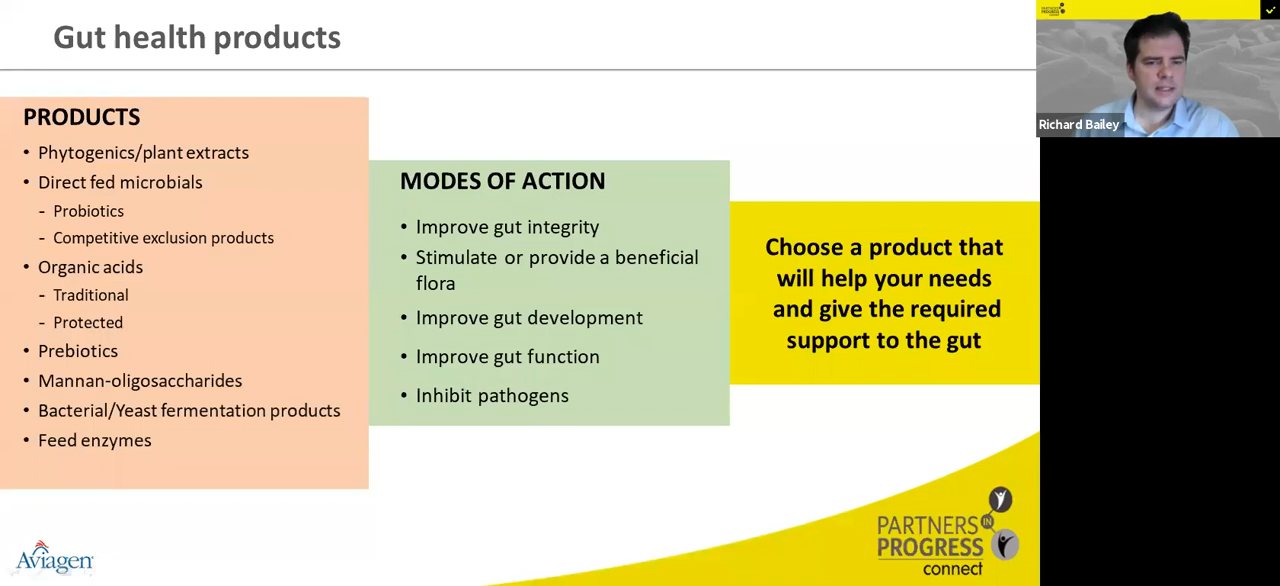 Gut health products
PRODUCTS
• Phytogenics/plant extracts
• Direct fed microbials
- Probiotics
- Competitive exclusion products
• Organic acids
- Traditional
- Protected
• Prebiotics
• Mannan-oligosaccharides
• Bacterial/Yeast fermentation products
• Feed enzymes
MODES OF ACTION
• Improve gut integrity
• Stimulate or provide a beneficial
flora
• Improve gut development
• Improve gut function
• Inhibit pathogens
Choose a product that
will help your needs
and give the required
support to the gut
Aviagen
PARTNERS
IN
PROGRESS
connect
PARTNERS IN
PROGRESS
Richard Bailey